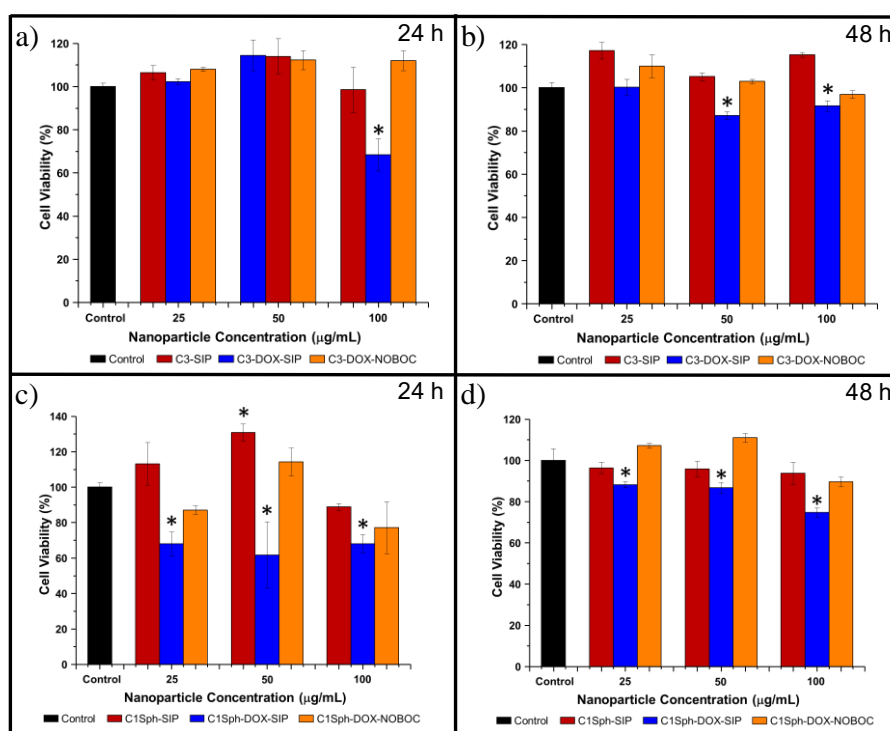 a)
24 h
120
100
80
60
40
20
0
Cell Viability (%)
*
Control
25
50
100
Nanoparticle Concentration (µg/mL)
Control C3-SIP C3-DOX-SIP C3-DOX-NOBOC
b)
48 h
120
100
80
60
40
20
0
Cell Viability (%)
*
*
Control
25
50
100
Nanoparticle Concentration (µg/mL)
Control C3-SIP C3-DOX-SIP C3-DOX-NOBOC
c)
24 h
140
120
100
80
60
40
20
0
Cell Viability (%)
*
*
*
*
Control
25
50
100
Nanoparticle Concentration (µg/mL)
Control C1Sph-SIP C1Sph-DOX-SIP C1Sph-DOX-NOBOC
d)
48 h
120
100
80
60
40
20
0
Cell Viability (%)
*
*
*
Control
25
50
100
Nanoparticle Concentration (µg/mL)
Control C1Sph-SIP C1Sph-DOX-SIP C1Sph-DOX-NOBOC